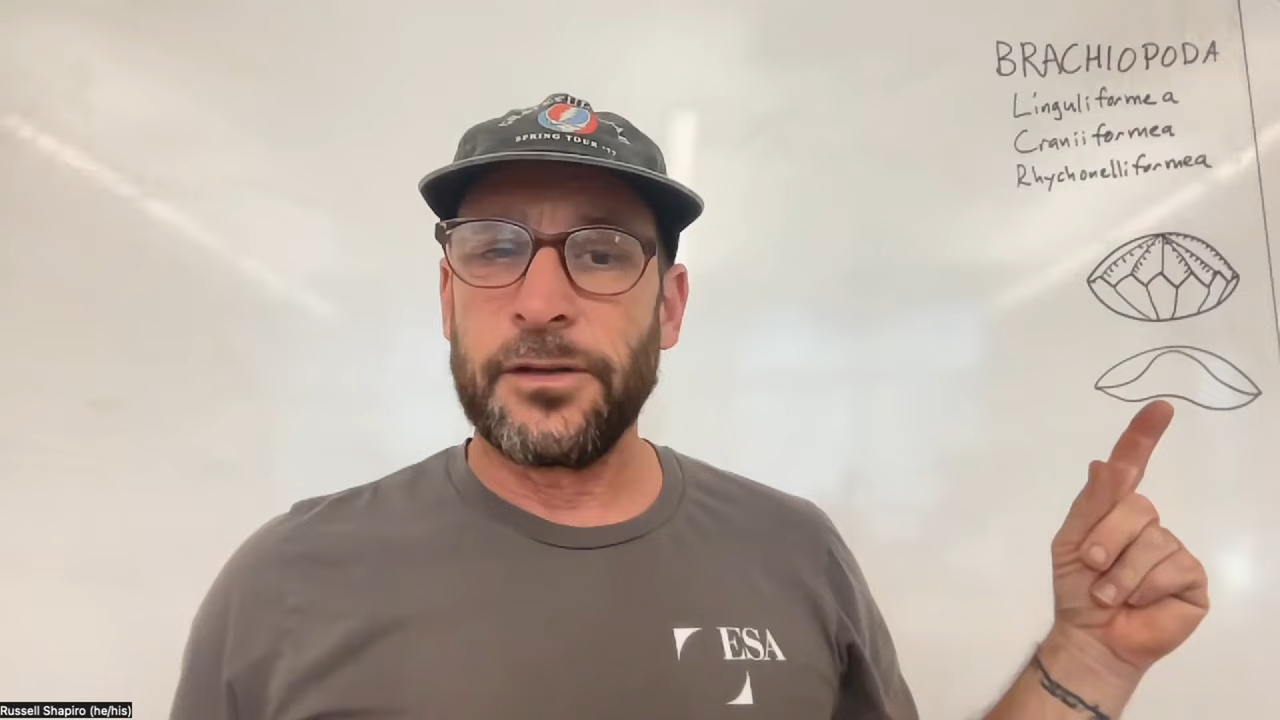 SPRING TOUR '77
BRACHIOPODA
Linguliformea
Craniiformea
Rhychonelliformea
ESA
Russell Shapiro (he/his)